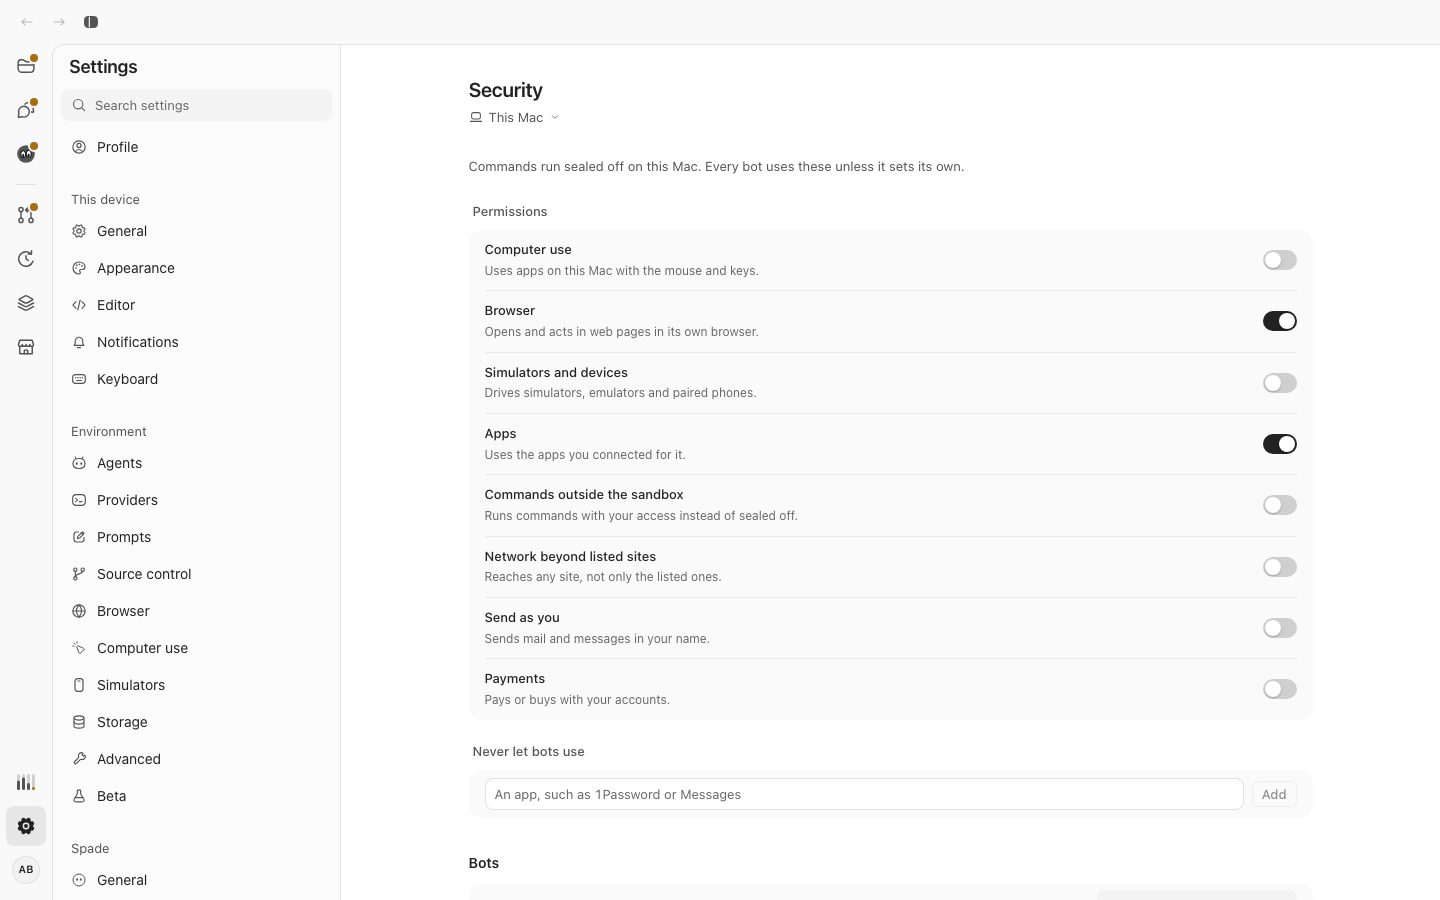 Settings
Search settings
Profile
This device
General
Appearance
Editor
Notifications
Keyboard
Environment
Agents
Providers
Prompts
Source control
Browser
Computer use
Simulators
Storage
Advanced
Beta
Spade
General
AB
Security
This Mac
Commands run sealed off on this Mac. Every bot uses these unless it sets its own.
Permissions
Computer use
Uses apps on this Mac with the mouse and keys.
Browser
Opens and acts in web pages in its own browser.
Simulators and devices
Drives simulators, emulators and paired phones.
Apps
Uses the apps you connected for it.
Commands outside the sandbox
Runs commands with your access instead of sealed off.
Network beyond listed sites
Reaches any site, not only the listed ones.
Send as you
Sends mail and messages in your name.
Payments
Pays or buys with your accounts.
Never let bots use
An app, such as 1Password or Messages
Add
Bots